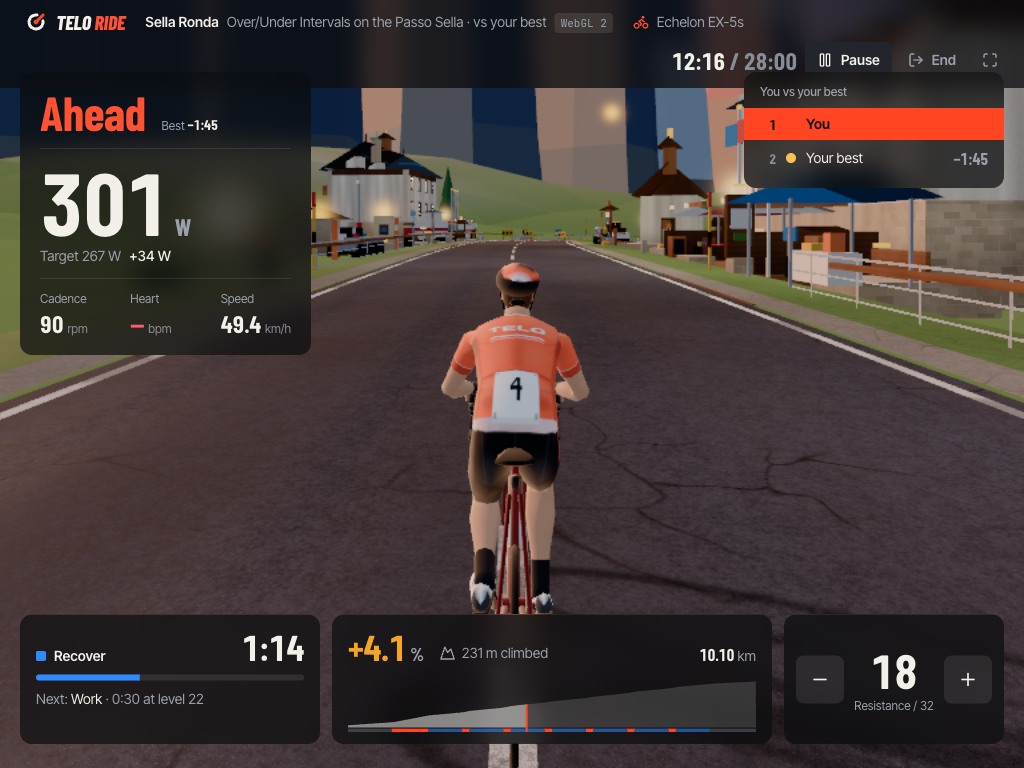 TELO RIDE Sella Ronda Over/Under Intervals on the Passo Sella · vs your best WebGL 2 Echelon EX-5s
12:16 / 28:00 Pause End
Ahead Best −1:45
301 W
Target 267 W +34 W
Cadence Heart Speed
90 rpm — bpm 49.4 km/h
You vs your best
1 You
2 Your best −1:45
TELO
4
Recover 1:14
Next: Work · 0:30 at level 22
+4.1 % 231 m climbed 10.10 km
− 18 +
Resistance / 32